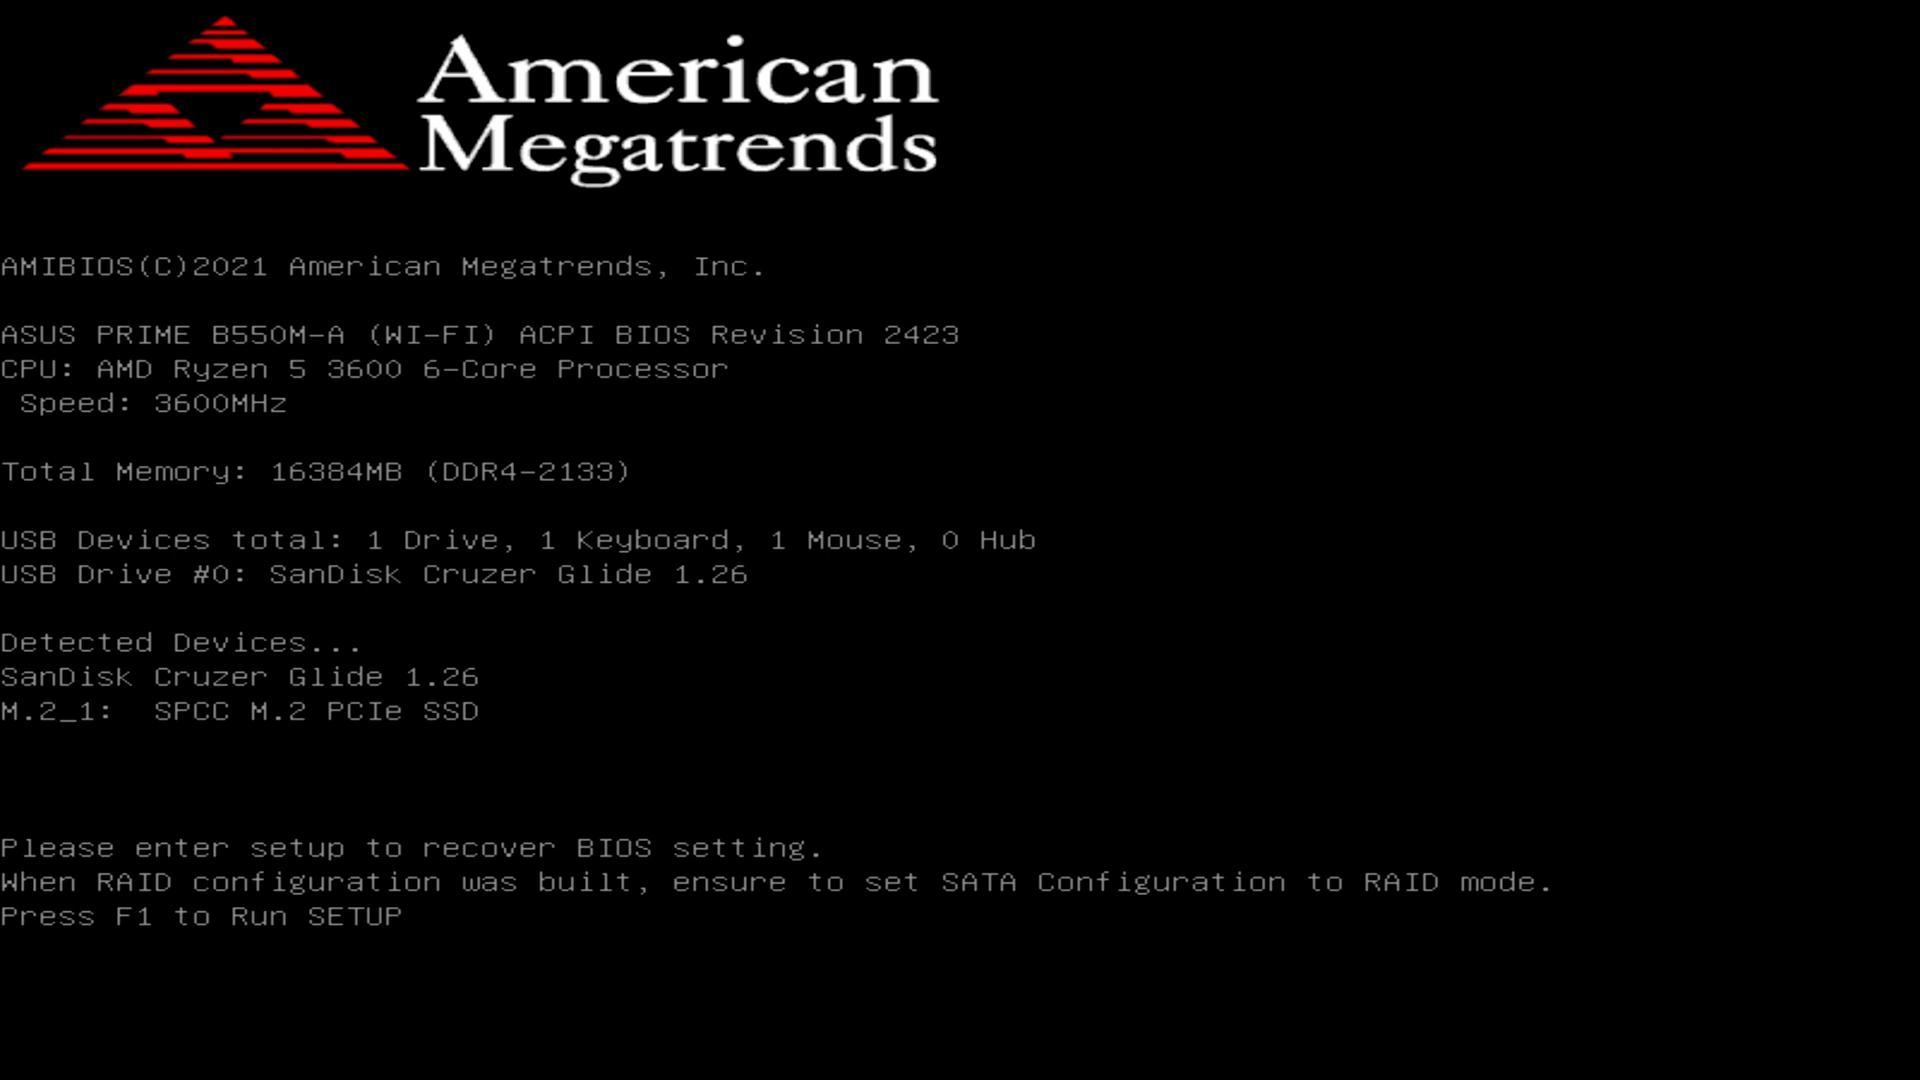 American
Megatrends
AMIBIOS(C)2021 American Megatrends, Inc.
ASUS PRIME B550M-A (WI-FI) ACPI BIOS Revision 2423
CPU: AMD Ryzen 5 3600 6-Core Processor
Speed: 3600MHz
Total Memory: 16384MB (DDR4-2133)
USB Devices total: 1 Drive, 1 Keyboard, 1 Mouse, 0 Hub
USB Drive #0: SanDisk Cruzer Glide 1.26
Detected Devices...
SanDisk Cruzer Glide 1.26
M.2_1:  SPCC M.2 PCIe SSD
Please enter setup to recover BIOS setting.
When RAID configuration was built, ensure to set SATA Configuration to RAID mode.
Press F1 to Run SETUP